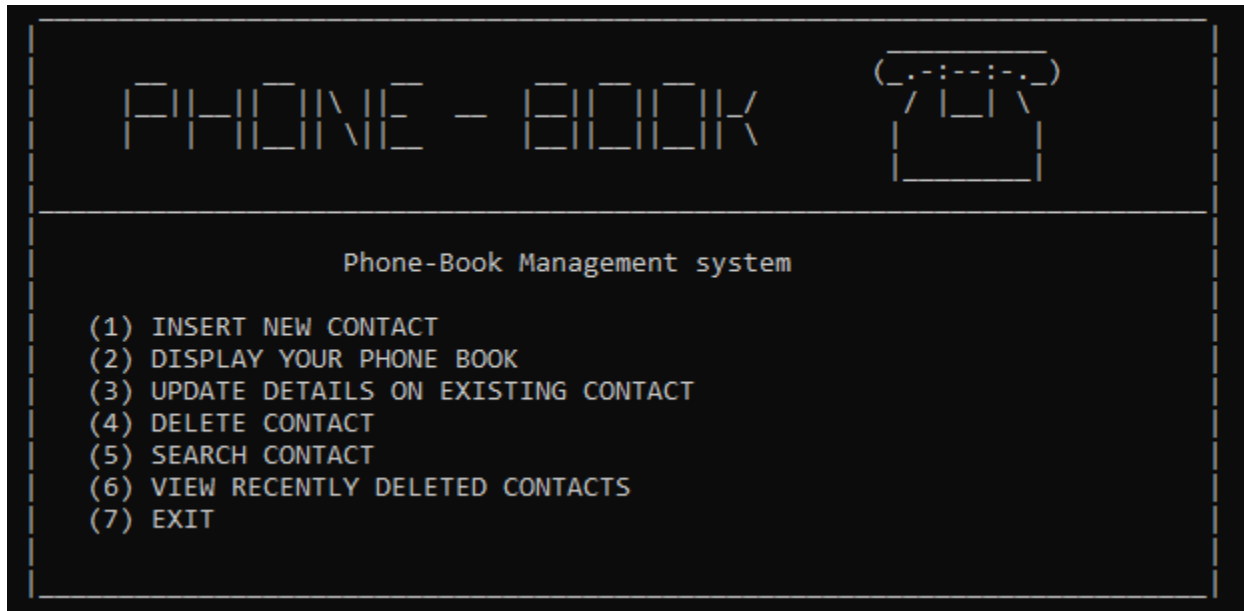 PHONE - BOOK
Phone-Book Management system
(1) INSERT NEW CONTACT
(2) DISPLAY YOUR PHONE BOOK
(3) UPDATE DETAILS ON EXISTING CONTACT
(4) DELETE CONTACT
(5) SEARCH CONTACT
(6) VIEW RECENTLY DELETED CONTACTS
(7) EXIT